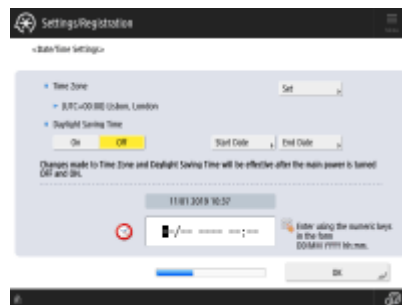 Settings/Registration
Menu
<Date/Time Settings>
Time Zone
Set
(UTC+00:00) Lisbon, London
Daylight Saving Time
On
Off
Start Date
End Date
Changes made to Time Zone and Daylight Saving Time will be effective after the main power is turned
OFF and ON.
11/01 2019 10:37
-/-- ---- --:--
Enter using the numeric keys
in the form
DD/MM YYYY hh:mm.
OK